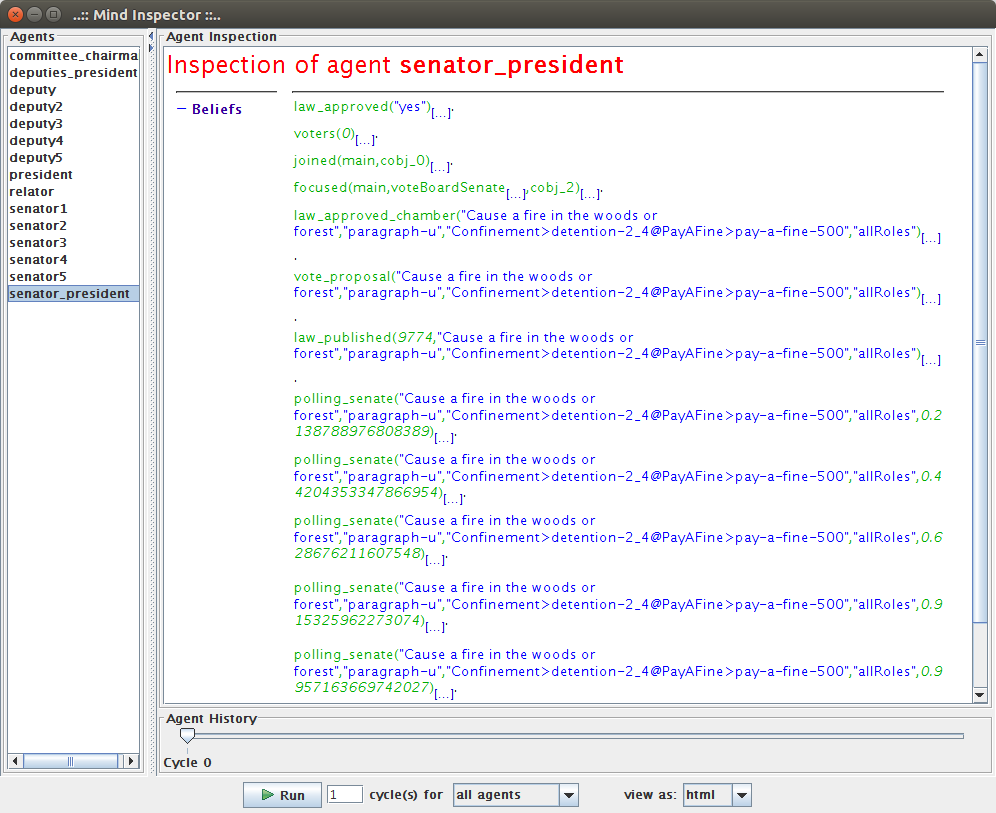 ..:: Mind Inspector ::..
Agents
committee_chairma
deputies_president
deputy
deputy2
deputy3
deputy4
deputy5
president
relator
senator1
senator2
senator3
senator4
senator5
senator_president
Agent Inspection
Inspection of agent senator_president
− Beliefs
law_approved("yes")[...].
voters(0)[...].
joined(main,cobj_0)[...].
focused(main,voteBoardSenate[...],cobj_2)[...].
law_approved_chamber("Cause a fire in the woods or
forest","paragraph-u","Confinement>detention-2_4@PayAFine>pay-a-fine-500","allRoles")[...]
.
vote_proposal("Cause a fire in the woods or
forest","paragraph-u","Confinement>detention-2_4@PayAFine>pay-a-fine-500","allRoles")[...]
.
law_published(9774,"Cause a fire in the woods or
forest","paragraph-u","Confinement>detention-2_4@PayAFine>pay-a-fine-500","allRoles")[...]
.
polling_senate("Cause a fire in the woods or
forest","paragraph-u","Confinement>detention-2_4@PayAFine>pay-a-fine-500","allRoles",0.2
138788976808389)[...].
polling_senate("Cause a fire in the woods or
forest","paragraph-u","Confinement>detention-2_4@PayAFine>pay-a-fine-500","allRoles",0.4
4204353347866954)[...].
polling_senate("Cause a fire in the woods or
forest","paragraph-u","Confinement>detention-2_4@PayAFine>pay-a-fine-500","allRoles",0.6
28676211607548)[...].
polling_senate("Cause a fire in the woods or
forest","paragraph-u","Confinement>detention-2_4@PayAFine>pay-a-fine-500","allRoles",0.9
15325962273074)[...].
polling_senate("Cause a fire in the woods or
forest","paragraph-u","Confinement>detention-2_4@PayAFine>pay-a-fine-500","allRoles",0.9
957163669742027)[...].
Agent History
Cycle 0
Run 1 cycle(s) for all agents view as: html